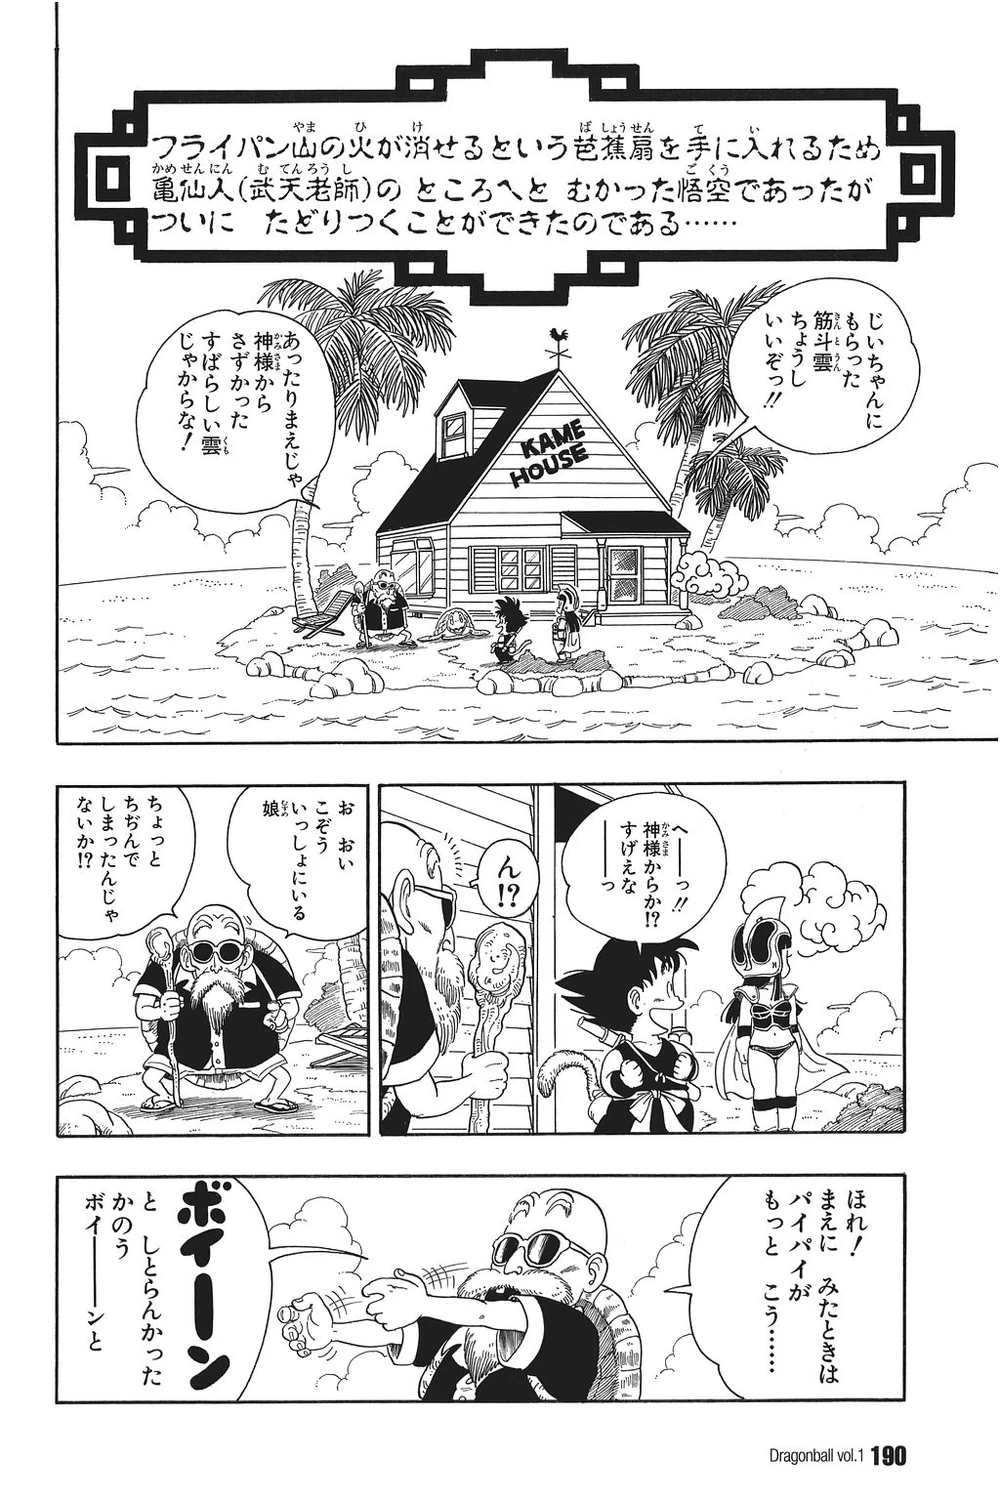 フライパン山の火が消せるという芭蕉扇を手に入れるため
亀仙人(武天老師)の ところへと むかった悟空であったが
ついに たどりつくことができたのである……
じいちゃんに
もらった
筋斗雲
ちょうし
いいぞっ!!
あったりまえじゃ
神様から
さずかった
すばらしい雲
じゃからな!
KAME
HOUSE
へーーっ!!
神様からか!?
すげえな
ーーっ
ん!?
お おい
こぞう
いっしょにいる
娘
ちょっと
ちぢんで
しまったんじゃ
ないか!?
ほれ!
まえに みたときは
パイパイが
もっと こう……
ボイーーン
と しとらんかった
かのう
ボイーーンと
Dragonball vol.1 190